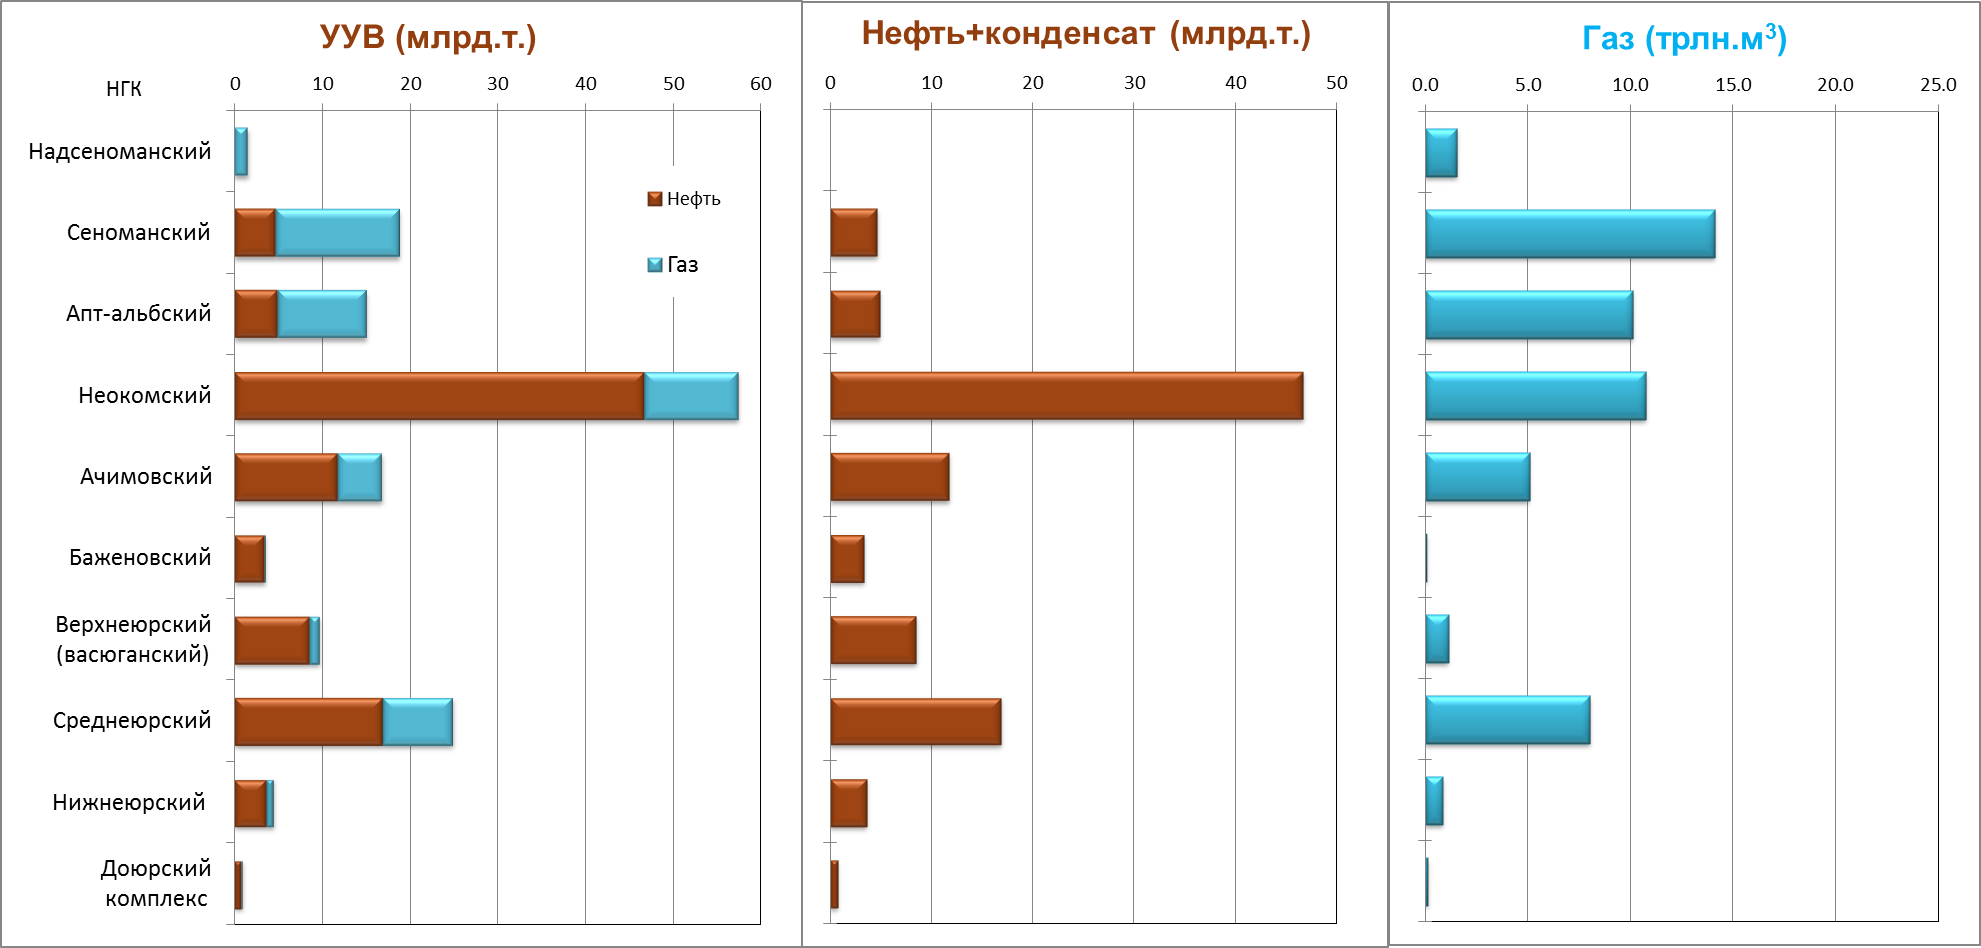 УУВ (млрд.т.)
НГК
0 10 20 30 40 50 60
Надсеноманский
Сеноманский
Апт-альбский
Неокомский
Ачимовский
Баженовский
Верхнеюрский
(васюганский)
Среднеюрский
Нижнеюрский
Доюрский
комплекс
Нефть
Газ
Нефть+конденсат (млрд.т.)
0 10 20 30 40 50
Газ (трлн.м³)
0.0 5.0 10.0 15.0 20.0 25.0